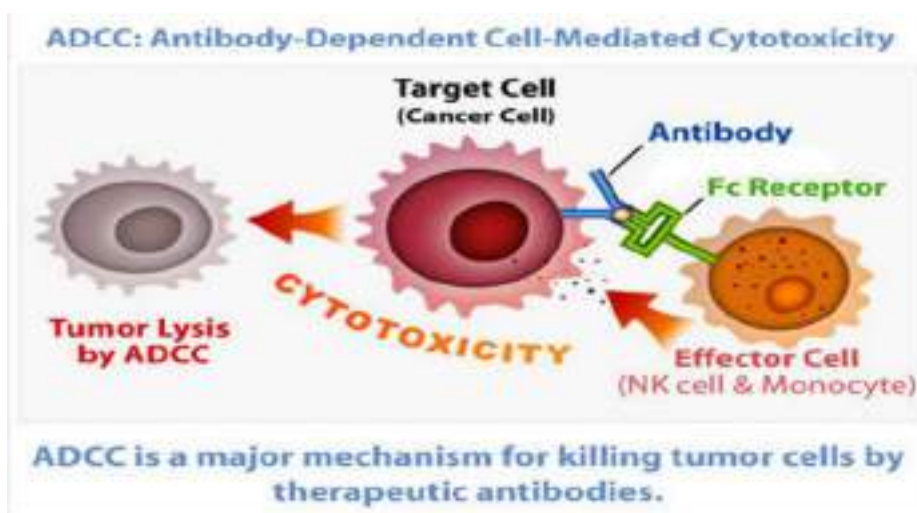 ADCC: Antibody-Dependent Cell-Mediated Cytotoxicity
Target Cell
(Cancer Cell)
Antibody
Fc Receptor
CYTOTOXICITY
Tumor Lysis
by ADCC
Effector Cell
(NK cell & Monocyte)
ADCC is a major mechanism for killing tumor cells by
therapeutic antibodies.